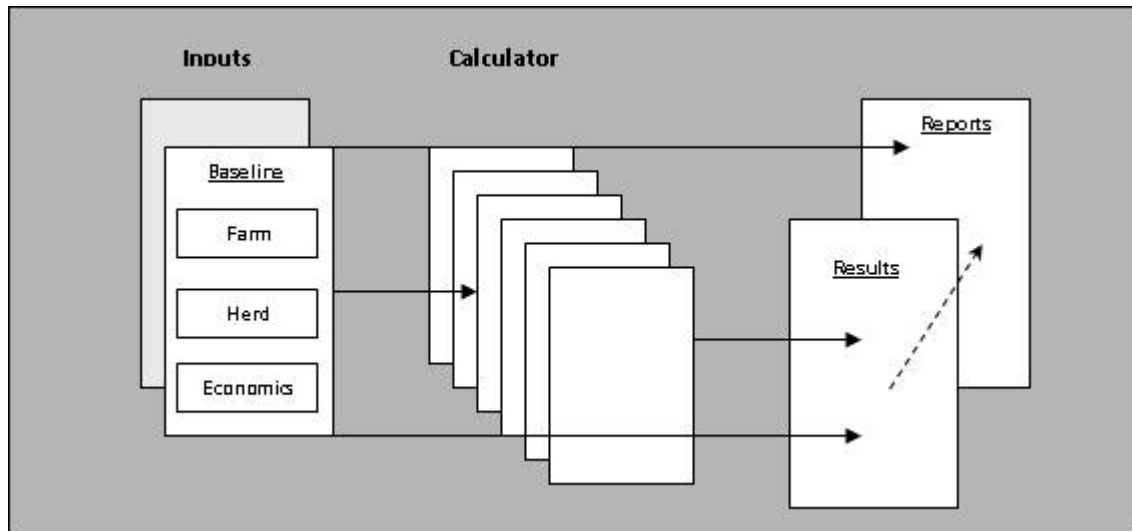 Inputs
Calculator
Reports
Baseline
Farm
Results
Herd
Economics